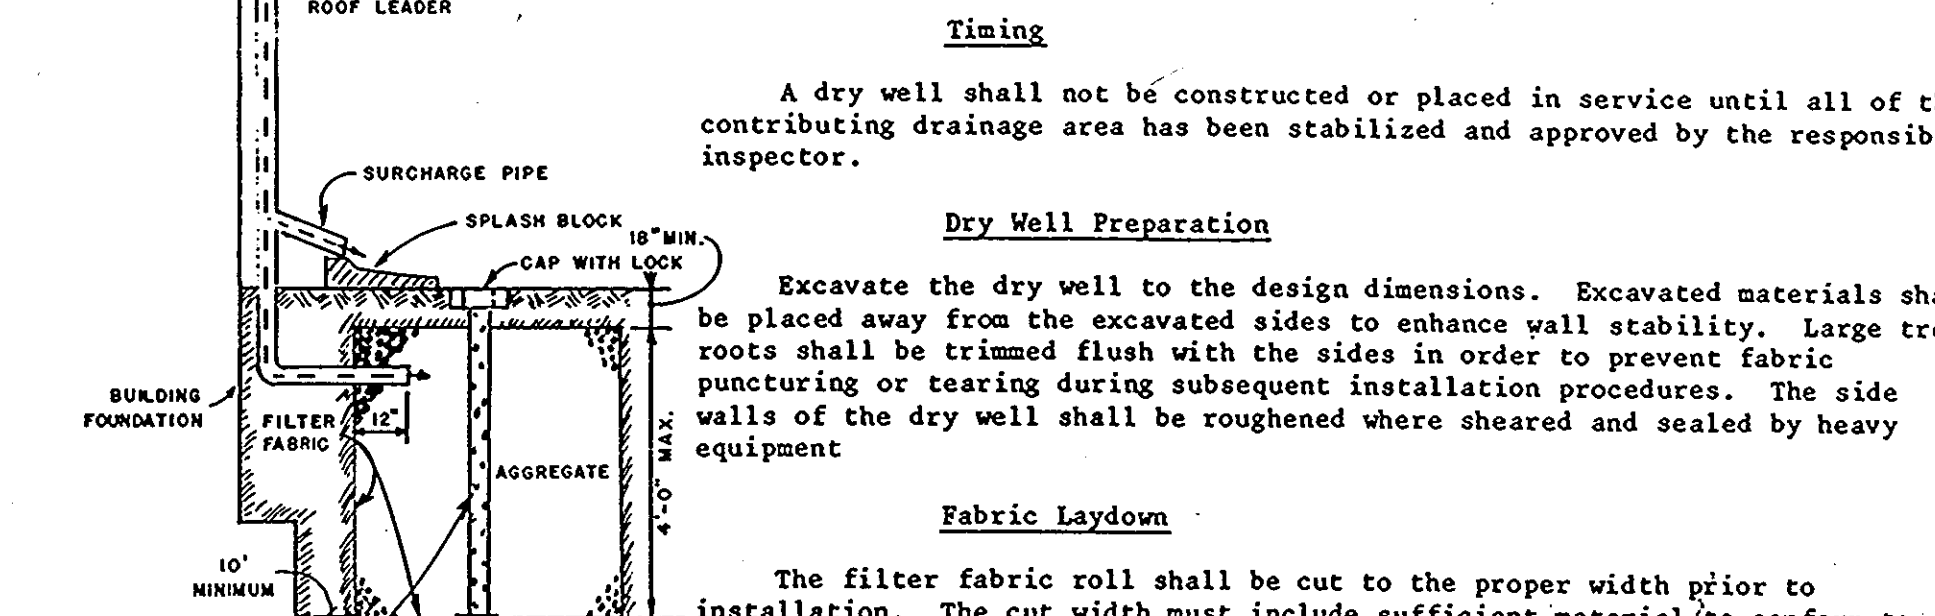 ROOF LEADER
SURCHARGE PIPE
SPLASH BLOCK
18" MIN.
CAP WITH LOCK
BUILDING
FOUNDATION
FILTER
FABRIC
12"
AGGREGATE
4'-0" MAX.
10'
MINIMUM
Timing
A dry well shall not be constructed or placed in service until all of
contributing drainage area has been stabilized and approved by the
inspector.
Dry Well Preparation
Excavate the dry well to the design dimensions. Excavated materials
be placed away from the excavated sides to enhance wall stability. Large
roots shall be trimmed flush with the sides in order to prevent fabric
puncturing or tearing during subsequent installation procedures. The side
walls of the dry well shall be roughened where sheared and sealed by heavy
equipment
Fabric Laydown
The filter fabric roll shall be cut to the proper width prior to
installation. The cut width must include sufficient material to